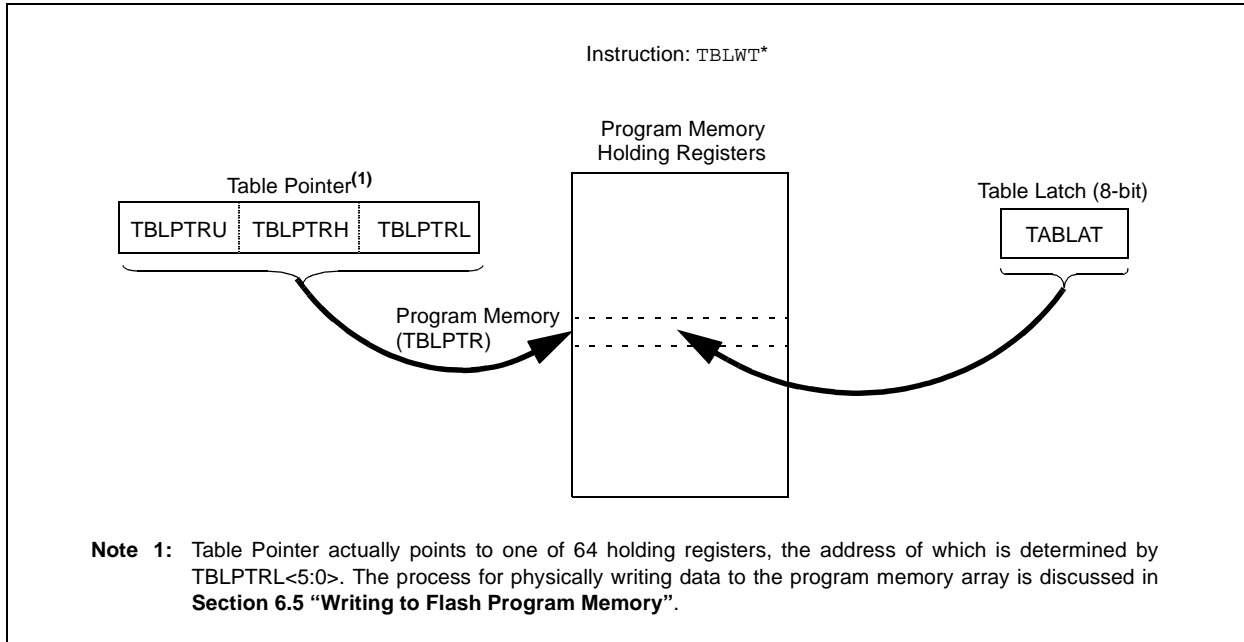 Instruction: TBLWT*
Program Memory
Holding Registers
Table Pointer(1)
Table Latch (8-bit)
TBLPTRU TBLPTRH TBLPTRL
TABLAT
Program Memory
(TBLPTR)
Note 1: Table Pointer actually points to one of 64 holding registers, the address of which is determined by
TBLPTRL<5:0>. The process for physically writing data to the program memory array is discussed in
Section 6.5 “Writing to Flash Program Memory”.